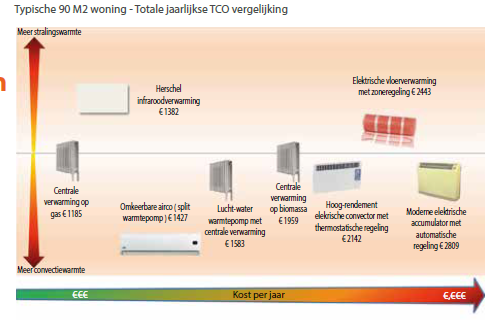 Typische 90 M2 woning - Totale jaarlijkse TCO vergelijking
Meer stralingswarmte
n
Herschel
infraroodverwarming
€ 1382
Elektrische vloerverwarming
met zoneregeling € 2443
Centrale
verwarming op
gas € 1185
Omkeerbare airco ( split
warmtepomp ) € 1427
Lucht-water
warmtepomp met
centrale verwarming
€ 1583
Centrale
verwarming
op biomassa
€ 1959
Hoog-rendement
elekrische convector met
thermostatische regeling
€ 2142
Moderne elektrische
accumulator met
automatische
regeling € 2809
Meer convectiewarmte
€€€
Kost per jaar
€,€€€